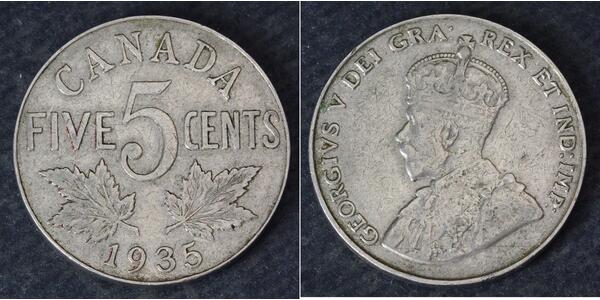 CANADA
FIVE 5 CENTS
1935
GEORGIVS V DEI GRA: REX ET IND: IMP: